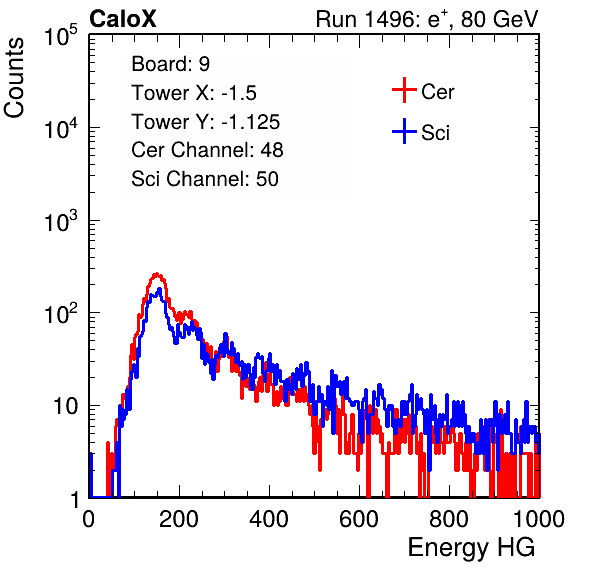 CaloX Run 1496: e⁺, 80 GeV
Counts
10⁵
10⁴
10³
10²
10
1
Board: 9
Tower X: -1.5
Tower Y: -1.125
Cer Channel: 48
Sci Channel: 50
Cer
Sci
0 200 400 600 800 1000
Energy HG